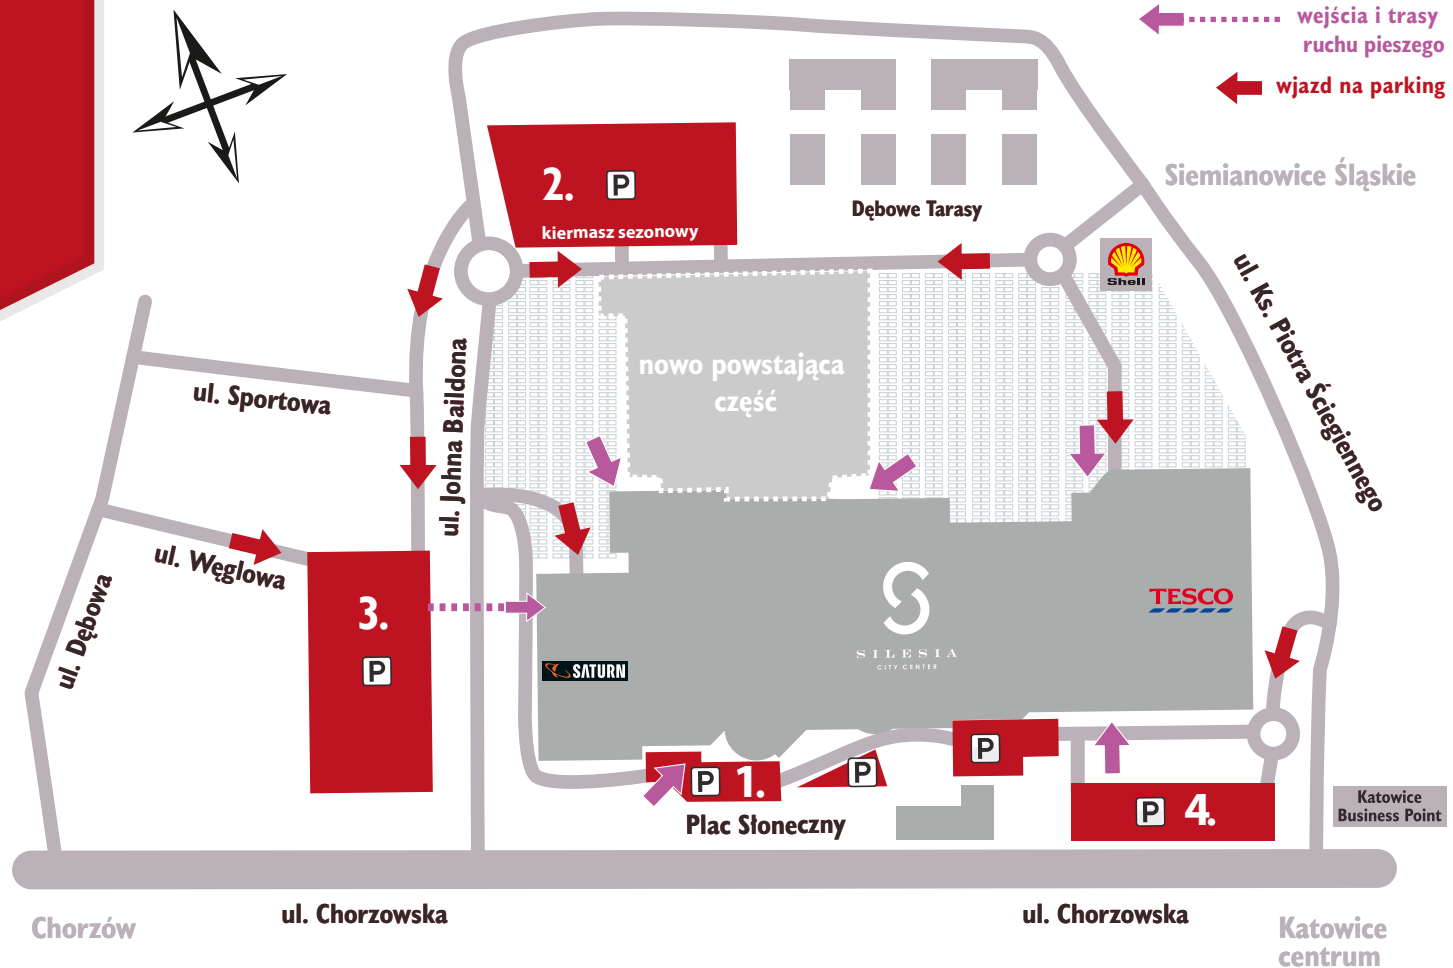 wejścia i trasy
ruchu pieszego
wjazd na parking
Siemianowice Śląskie
2. P
kiermasz sezonowy
Dębowe Tarasy
Shell
ul. Ks. Piotra Ściegiennego
nowo powstająca
część
ul. Johna Baildona
ul. Sportowa
ul. Węglowa
ul. Dębowa
3.
P
SATURN
SILESIA
CITY CENTER
TESCO
P 1.
P
P
P 4.
Plac Słoneczny
Katowice
Business Point
ul. Chorzowska
ul. Chorzowska
Chorzów
Katowice
centrum